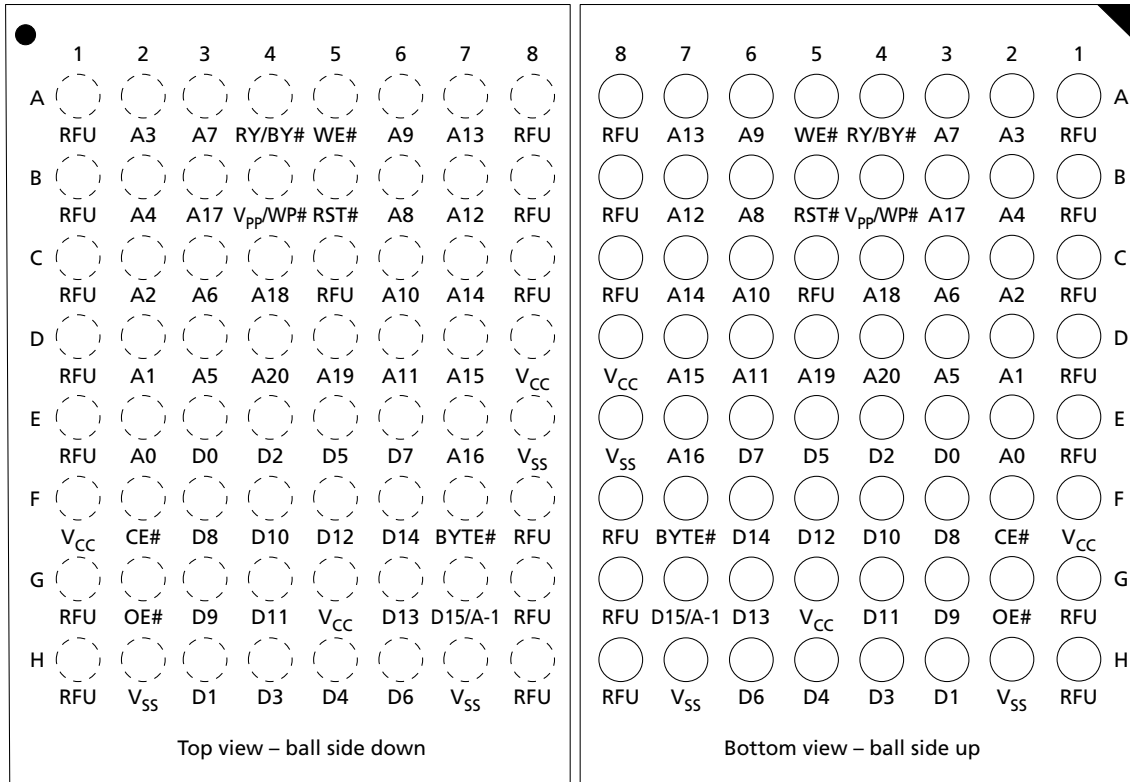 1 2 3 4 5 6 7 8
A
RFU A3 A7 RY/BY# WE# A9 A13 RFU
B
RFU A4 A17 VPP/WP# RST# A8 A12 RFU
C
RFU A2 A6 A18 RFU A10 A14 RFU
D
RFU A1 A5 A20 A19 A11 A15 VCC
E
RFU A0 D0 D2 D5 D7 A16 VSS
F
VCC CE# D8 D10 D12 D14 BYTE# RFU
G
RFU OE# D9 D11 VCC D13 D15/A-1 RFU
H
RFU VSS D1 D3 D4 D6 VSS RFU
Top view – ball side down
8 7 6 5 4 3 2 1
A
RFU A13 A9 WE# RY/BY# A7 A3 RFU
B
RFU A12 A8 RST# VPP/WP# A17 A4 RFU
C
RFU A14 A10 RFU A18 A6 A2 RFU
D
VCC A15 A11 A19 A20 A5 A1 RFU
E
VSS A16 D7 D5 D2 D0 A0 RFU
F
RFU BYTE# D14 D12 D10 D8 CE# VCC
G
RFU D15/A-1 D13 VCC D11 D9 OE# RFU
H
RFU VSS D6 D4 D3 D1 VSS RFU
Bottom view – ball side up